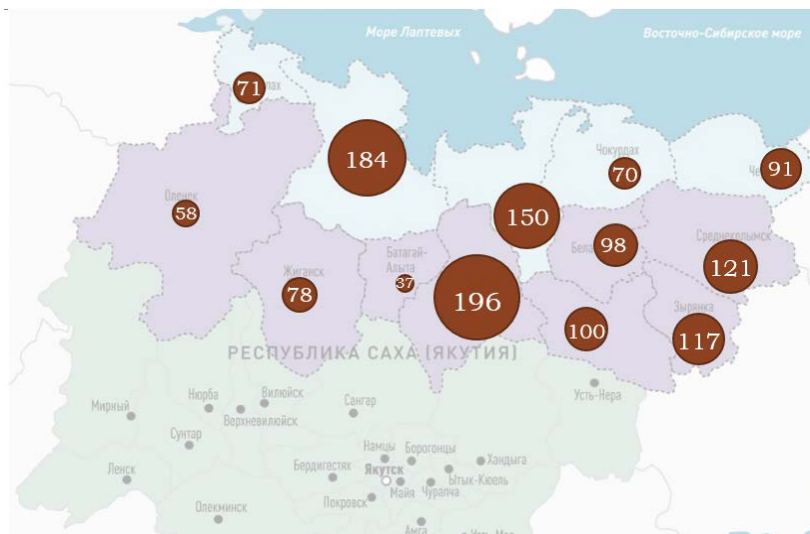 Море Лаптевых
Восточно-Сибирское море
71
184
Чокурдах
70
91
Оленек
58
150
98
Среднеколымск
121
Батагай-
Алыта
37
Жиганск
78
196
100
Зырянка
117
РЕСПУБЛИКА САХА (ЯКУТИЯ)
Усть-Нера
Мирный
Нюрба
Вилюйск
Верхневилюйск
Сангар
Сунтар
Намцы
Борогонцы
Хандыга
Бердигестях
Якутск
Ленск
Майя
Чурапча
Ытык-Кюель
Покровск
Олекминск
Амга